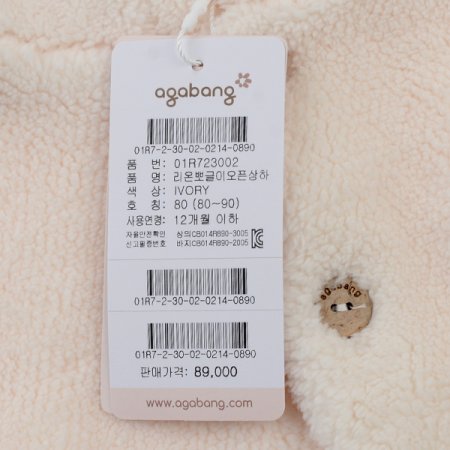 agabang
01R7-2-30-02-0214-0890
품 번: 01R723002
품 명: 리온뽀글이오픈상하
색 상: IVORY
호 칭: 80 (80~90)
사용연령: 12개월 이하
자율안전확인 상의CB014R890-3005
신고필증번호 바지CB014R890-2005
01R7-2-30-02-0214-0890
01R7-2-30-02-0214-0890
판매가격: 89,000
www.agabang.com
agabang